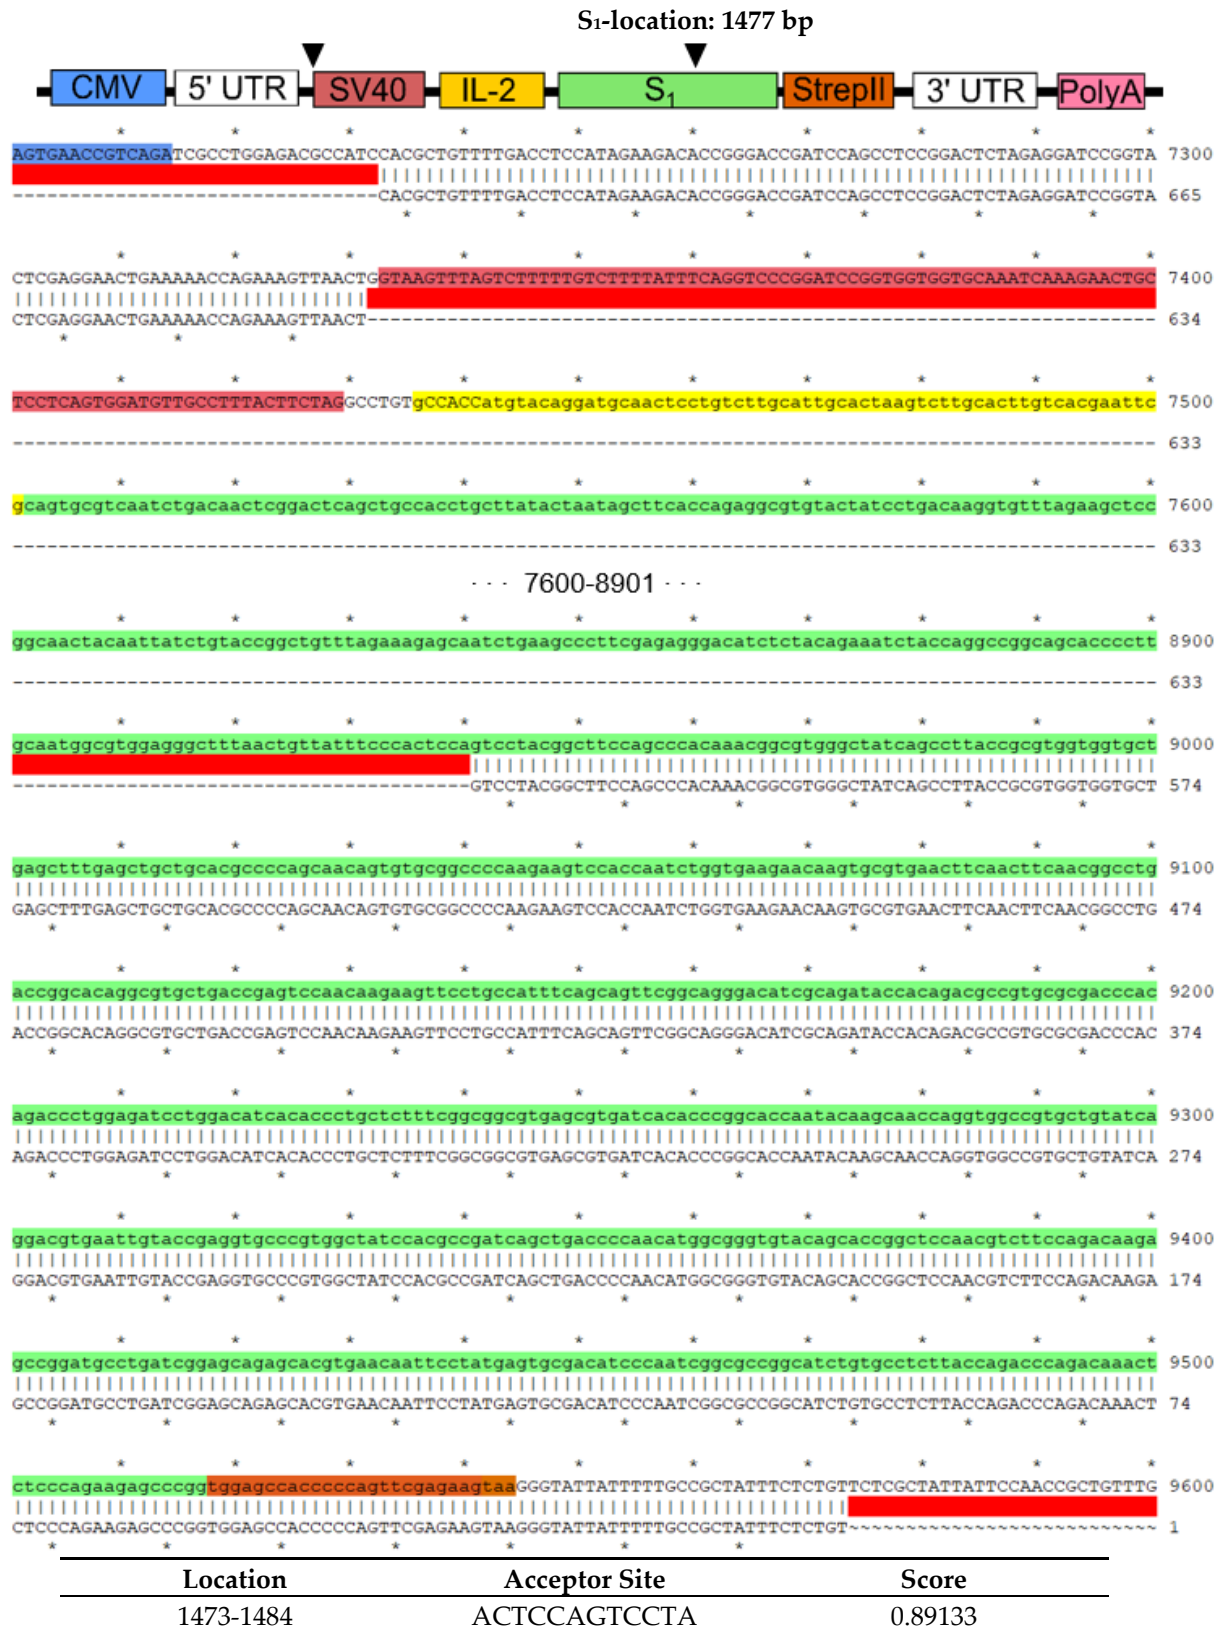 S₁-location: 1477 bp
CMV 5' UTR SV40 IL-2 S₁ StrepII 3' UTR PolyA
* * * * * * * * * *
AGTGAACCGTCAGATCGCCTGGAGACGCCATCCACGCTGTTTTGACCTCCATAGAAGACACCGGGACCGATCCAGCCTCCGGACTCTAGAGGATCCGGTA 7300
--------------------------------CACGCTGTTTTGACCTCCATAGAAGACACCGGGACCGATCCAGCCTCCGGACTCTAGAGGATCCGGTA 665
* * * * * * *
* * * * * * * * * *
CTCGAGGAACTGAAAAACCAGAAAGTTAACTGGTAAGTTTAGTCTTTTTGTCTTTTATTTCAGGTCCCGGATCCGGTGGTGGTGCAAATCAAAGAACTGC 7400
CTCGAGGAACTGAAAAACCAGAAAGTTAACT--------------------------------------------------------------------- 634
* * *
* * * * * * * * * *
TCCTCAGTGGATGTTGCCTTTACTTCTAGGCCTGTgCCACCatgtacaggatgcaactcctgtcttgcattgcactaagtcttgcacttgtcacgaattc 7500
---------------------------------------------------------------------------------------------------- 633
* * * * * * * * * *
gcagtgcgtcaatctgacaactcggactcagctgccacctgcttatactaatagcttcaccagaggcgtgtactatcctgacaaggtgtttagaagctcc 7600
---------------------------------------------------------------------------------------------------- 633
· · · 7600-8901 · · ·
* * * * * * * * * *
ggcaactacaattatctgtaccggctgtttagaaagagcaatctgaagcccttcgagagggacatctctacagaaatctaccaggccggcagcacccctt 8900
---------------------------------------------------------------------------------------------------- 633
* * * * * * * * * *
gcaatggcgtggagggctttaactgttatttcccactccagtcctacggcttccagcccacaaacggcgtgggctatcagccttaccgcgtggtggtgct 9000
----------------------------------------GTCCTACGGCTTCCAGCCCACAAACGGCGTGGGCTATCAGCCTTACCGCGTGGTGGTGCT 574
* * * * * *
* * * * * * * * * *
gagctttgagctgctgcacgccccagcaacagtgtgcggccccaagaagtccaccaatctggtgaagaacaagtgcgtgaacttcaacttcaacggcctg 9100
GAGCTTTGAGCTGCTGCACGCCCCAGCAACAGTGTGCGGCCCCAAGAAGTCCACCAATCTGGTGAAGAACAAGTGCGTGAACTTCAACTTCAACGGCCTG 474
* * * * * * * * * *
* * * * * * * * * *
accggcacaggcgtgctgaccgagtccaacaagaagttcctgccatttcagcagttcggcagggacatcgcagataccacagacgccgtgcgcgacccac 9200
ACCGGCACAGGCGTGCTGACCGAGTCCAACAAGAAGTTCCTGCCATTTCAGCAGTTCGGCAGGGACATCGCAGATACCACAGACGCCGTGCGCGACCCAC 374
* * * * * * * * * *
* * * * * * * * * *
agaccctggagatcctggacatcacaccctgctctttcggcggcgtgagcgtgatcacacccggcaccaatacaagcaaccaggtggccgtgctgtatca 9300
AGACCCTGGAGATCCTGGACATCACACCCTGCTCTTTCGGCGGCGTGAGCGTGATCACACCCGGCACCAATACAAGCAACCAGGTGGCCGTGCTGTATCA 274
* * * * * * * * * *
* * * * * * * * * *
ggacgtgaattgtaccgaggtgcccgtggctatccacgccgatcagctgaccccaacatggcgggtgtacagcaccggctccaacgtcttccagacaaga 9400
GGACGTGAATTGTACCGAGGTGCCCGTGGCTATCCACGCCGATCAGCTGACCCCAACATGGCGGGTGTACAGCACCGGCTCCAACGTCTTCCAGACAAGA 174
* * * * * * * * * *
* * * * * * * * * *
gccggatgcctgatcggagcagagcacgtgaacaattcctatgagtgcgacatcccaatcggcgccggcatctgtgcctcttaccagacccagacaaact 9500
GCCGGATGCCTGATCGGAGCAGAGCACGTGAACAATTCCTATGAGTGCGACATCCCAATCGGCGCCGGCATCTGTGCCTCTTACCAGACCCAGACAAACT 74
* * * * * * * * * *
* * * * * * * * * *
ctcccagaagagcccggtggagccacccccagttcgagaagtaaGGGTATTATTTTTGCCGCTATTTCTCTGTTCTCGCTATTATTCCAACCGCTGTTTG 9600
CTCCCAGAAGAGCCCGGTGGAGCCACCCCCAGTTCGAGAAGTAAGGGTATTATTTTTGCCGCTATTTCTCTGT~~~~~~~~~~~~~~~~~~~~~~~~~~~ 1
* * * * * * *
Location Acceptor Site Score
1473-1484 ACTCCAGTCCTA 0.89133